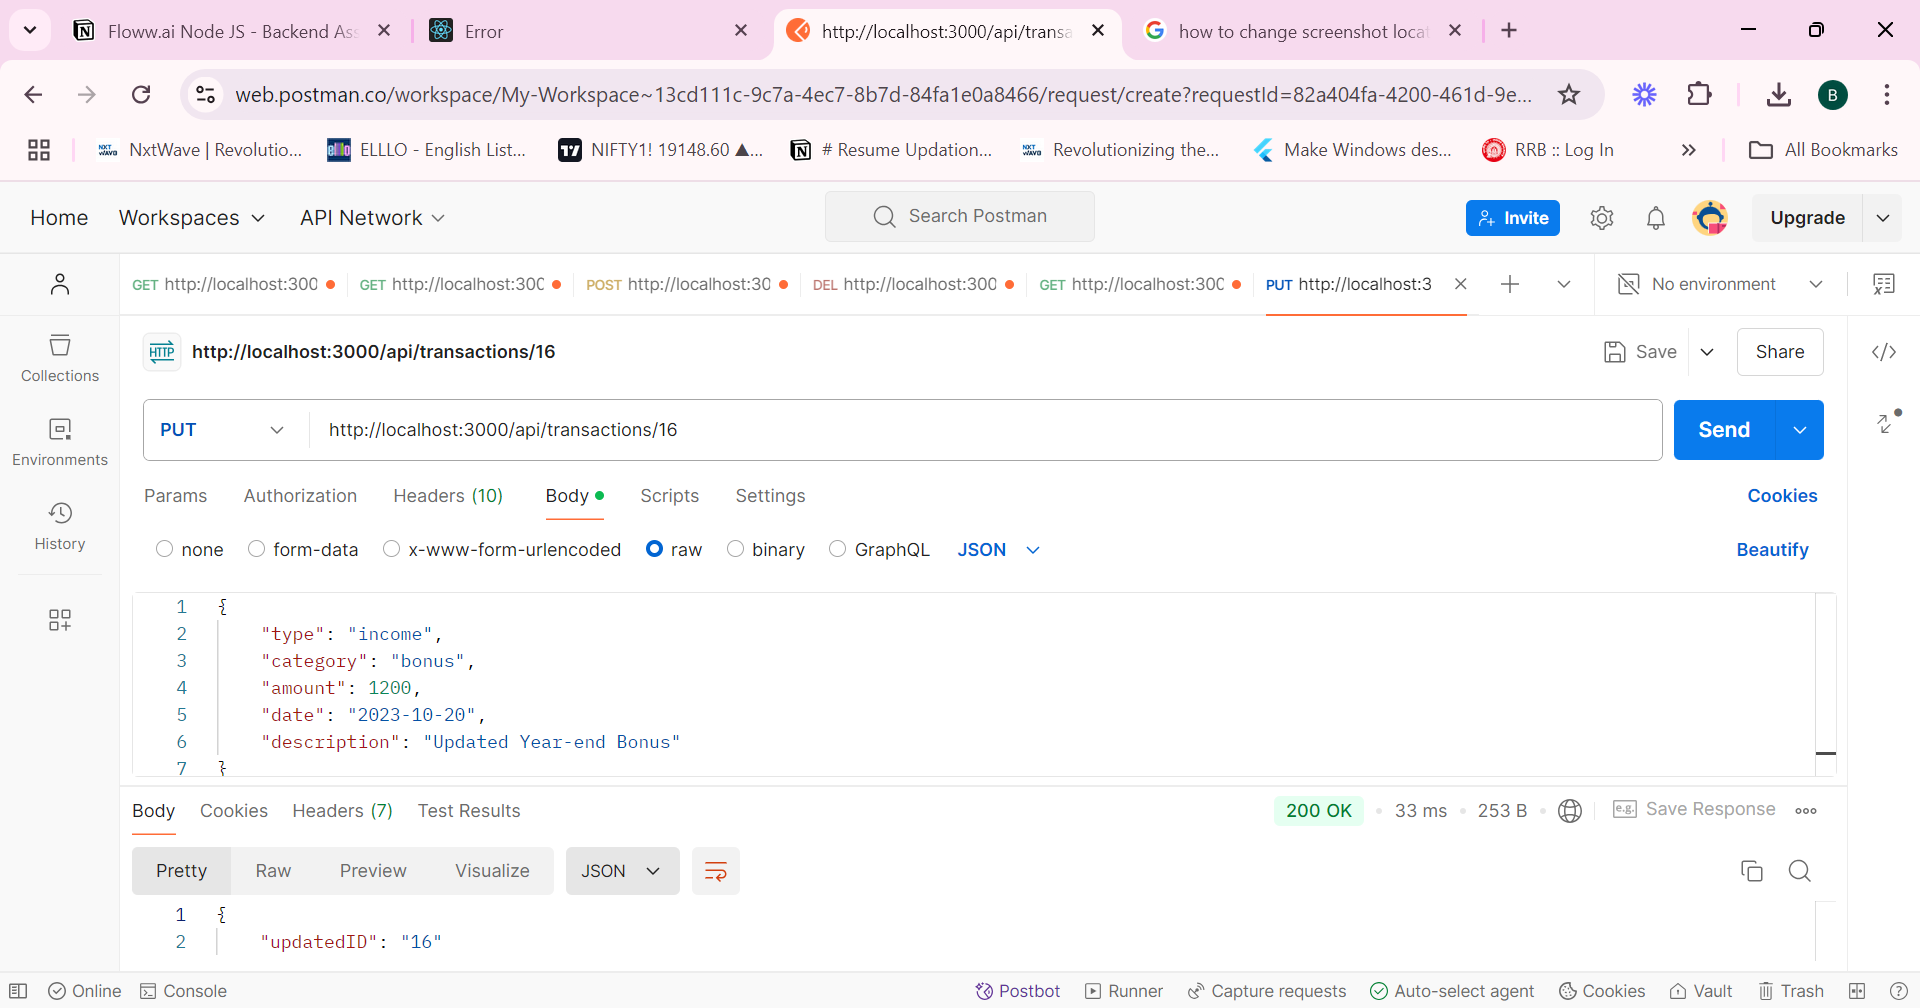 Floww.ai Node JS - Backend Ass
Error
http://localhost:3000/api/transa
how to change screenshot locat
web.postman.co/workspace/My-Workspace~13cd111c-9c7a-4ec7-8b7d-84fa1e0a8466/request/create?requestId=82a404fa-4200-461d-9e...
B
NxtWave | Revolutio...
ELLLO - English List...
NIFTY1! 19148.60 ▲...
# Resume Updation...
Revolutionizing the...
Make Windows des...
RRB :: Log In
All Bookmarks
Home
Workspaces
API Network
Search Postman
Invite
Upgrade
GET http://localhost:300
GET http://localhost:300
POST http://localhost:30
DEL http://localhost:300
GET http://localhost:300
PUT http://localhost:3
No environment
HTTP http://localhost:3000/api/transactions/16
Save
Share
Collections
Environments
History
PUT
http://localhost:3000/api/transactions/16
Send
Params
Authorization
Headers (10)
Body
Scripts
Settings
Cookies
none
form-data
x-www-form-urlencoded
raw
binary
GraphQL
JSON
Beautify
1 {
2 "type": "income",
3 "category": "bonus",
4 "amount": 1200,
5 "date": "2023-10-20",
6 "description": "Updated Year-end Bonus"
7 }
Body
Cookies
Headers (7)
Test Results
200 OK
33 ms
253 B
e.g. Save Response
Pretty
Raw
Preview
Visualize
JSON
1 {
2 "updatedID": "16"
Online
Console
Postbot
Runner
Capture requests
Auto-select agent
Cookies
Vault
Trash